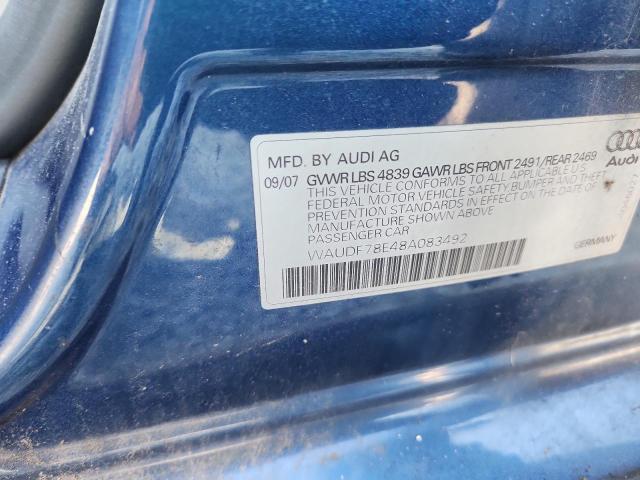 MFD. BY AUDI AG
09/07 GVWR LBS 4839 GAWR LBS FRONT 2491/REAR 2469
THIS VEHICLE CONFORMS TO ALL APPLICABLE
FEDERAL MOTOR VEHICLE SAFETY, BUMPER AND THEFT
PREVENTION STANDARDS IN EFFECT ON THE DATE OF
MANUFACTURE SHOWN ABOVE
PASSENGER CAR
WAUDF78E48A083492
Audi
GERMANY